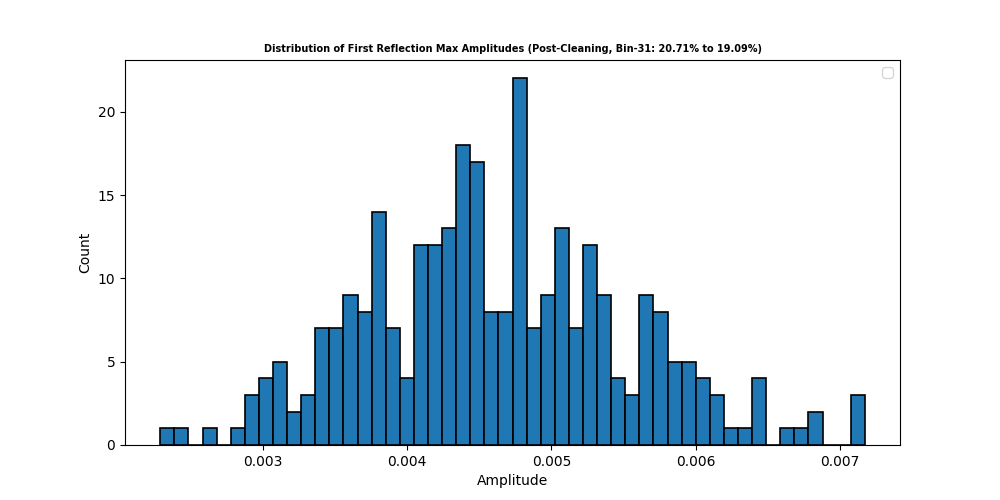 Distribution of First Reflection Max Amplitudes (Post-Cleaning, Bin-31: 20.71% to 19.09%)
20
15
10
5
0
Count
0.003 0.004 0.005 0.006 0.007
Amplitude